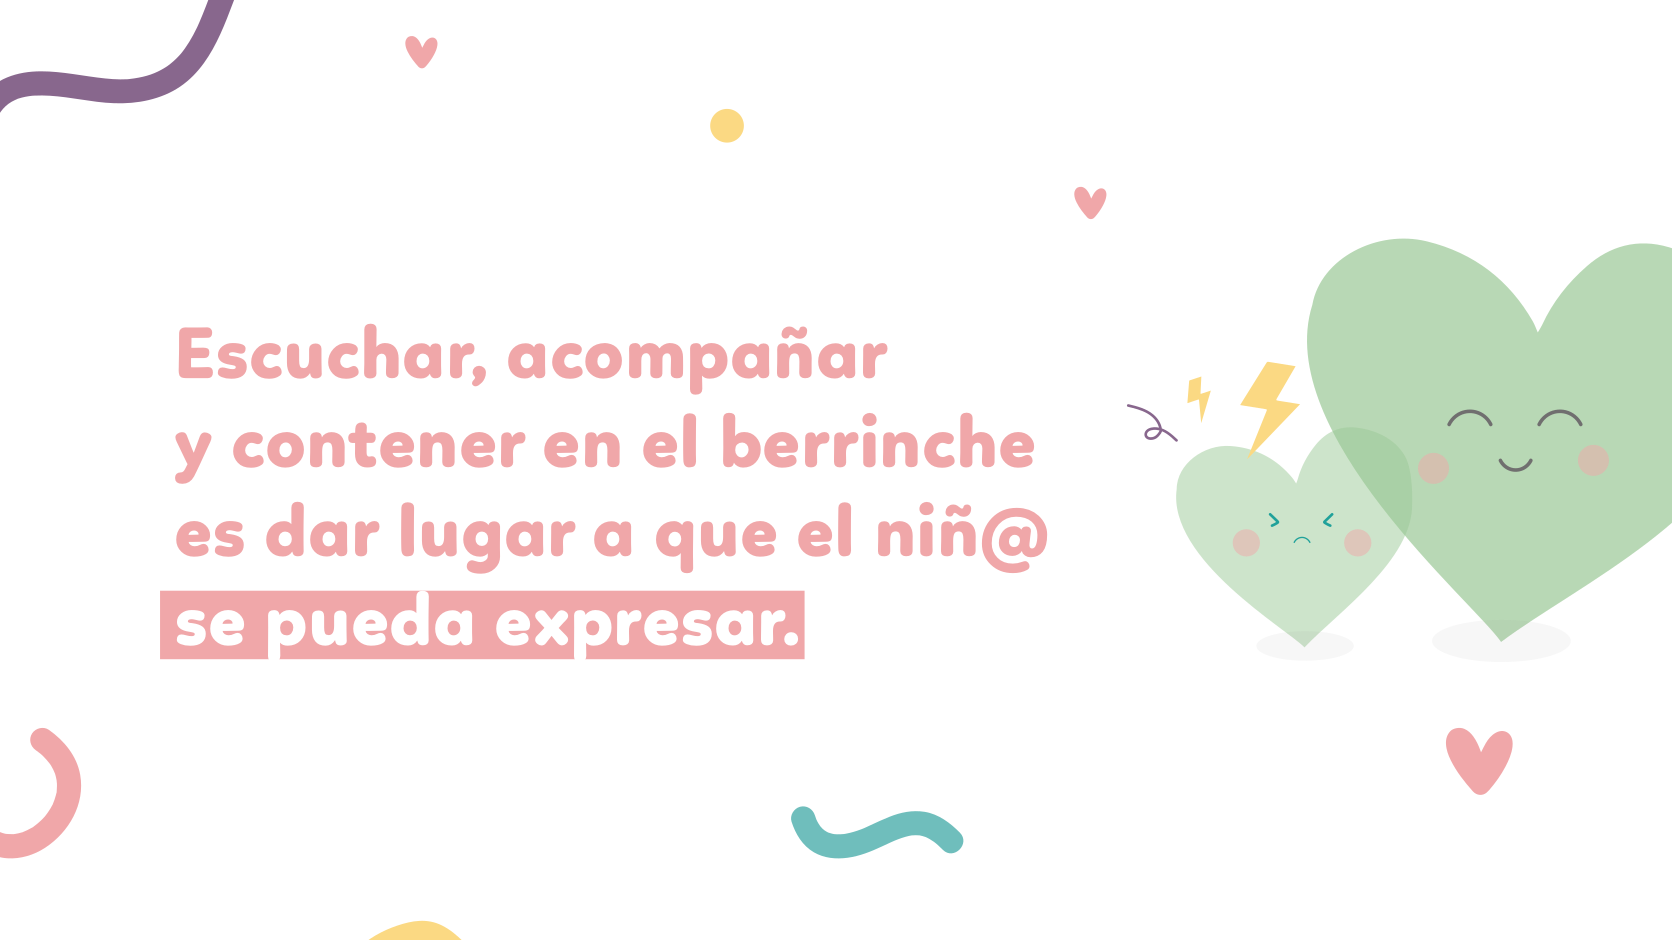 Escuchar, acompañar
y contener en el berrinche
es dar lugar a que el niñ@
se pueda expresar.